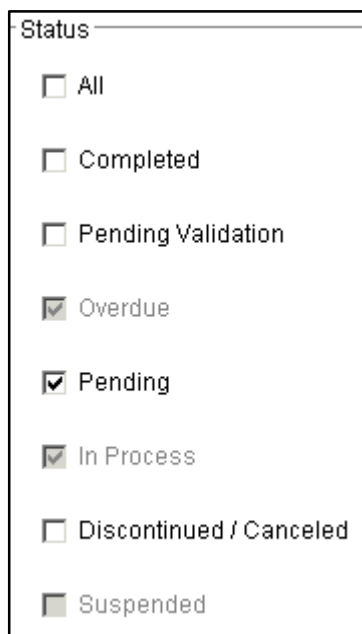 Status
All
Completed
Pending Validation
Overdue
Pending
In Process
Discontinued / Canceled
Suspended